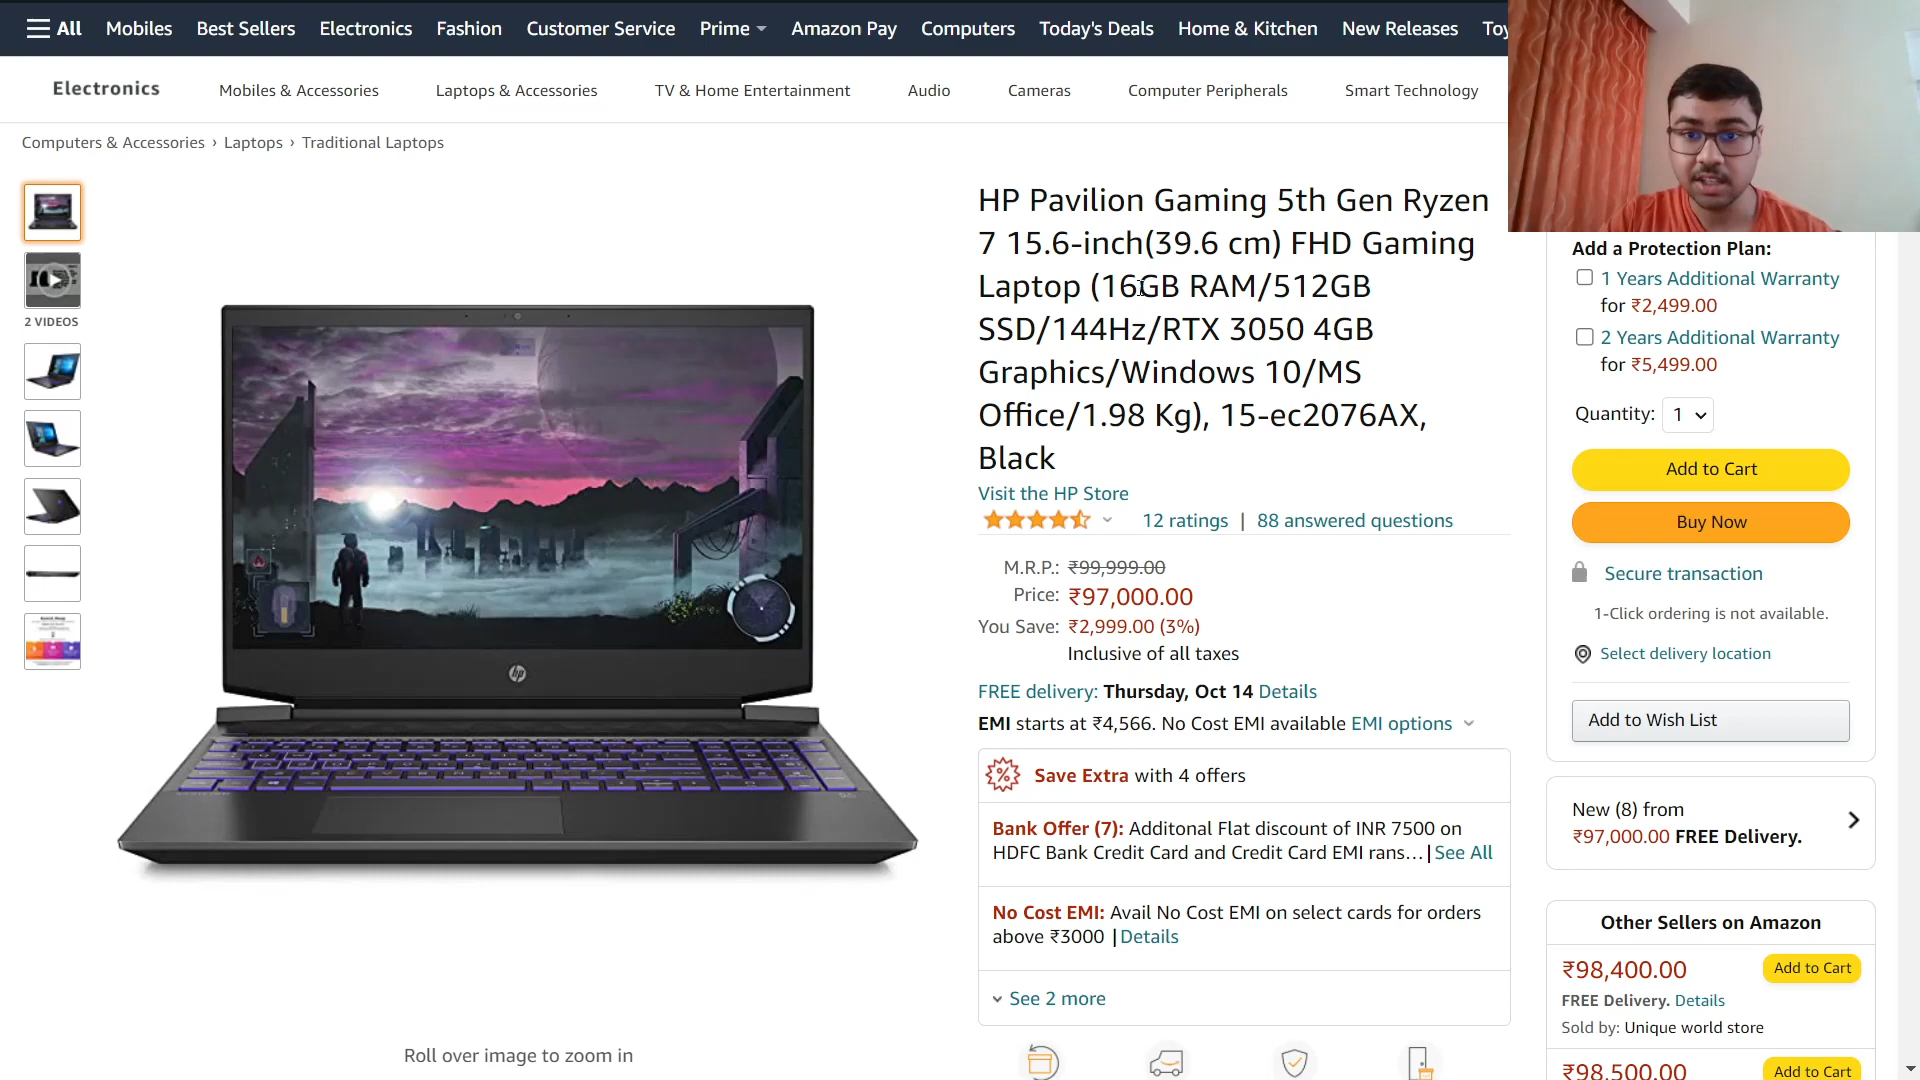 All Mobiles Best Sellers Electronics Fashion Customer Service Prime Amazon Pay Computers Today's Deals Home & Kitchen New Releases Toy
Electronics Mobiles & Accessories Laptops & Accessories TV & Home Entertainment Audio Cameras Computer Peripherals Smart Technology
Computers & Accessories › Laptops › Traditional Laptops
2 VIDEOS
hp
Roll over image to zoom in
HP Pavilion Gaming 5th Gen Ryzen
7 15.6-inch(39.6 cm) FHD Gaming
Laptop (16GB RAM/512GB
SSD/144Hz/RTX 3050 4GB
Graphics/Windows 10/MS
Office/1.98 Kg), 15-ec2076AX,
Black
Visit the HP Store
12 ratings | 88 answered questions
M.R.P.: ₹99,999.00
Price: ₹97,000.00
You Save: ₹2,999.00 (3%)
Inclusive of all taxes
FREE delivery: Thursday, Oct 14 Details
EMI starts at ₹4,566. No Cost EMI available EMI options
Save Extra with 4 offers
Bank Offer (7): Additonal Flat discount of INR 7500 on
HDFC Bank Credit Card and Credit Card EMI rans... | See All
No Cost EMI: Avail No Cost EMI on select cards for orders
above ₹3000 | Details
See 2 more
Add a Protection Plan:
1 Years Additional Warranty
for ₹2,499.00
2 Years Additional Warranty
for ₹5,499.00
Quantity: 1
Add to Cart
Buy Now
Secure transaction
1-Click ordering is not available.
Select delivery location
Add to Wish List
New (8) from
₹97,000.00 FREE Delivery.
Other Sellers on Amazon
₹98,400.00 Add to Cart
FREE Delivery. Details
Sold by: Unique world store
₹98,500.00 Add to Cart